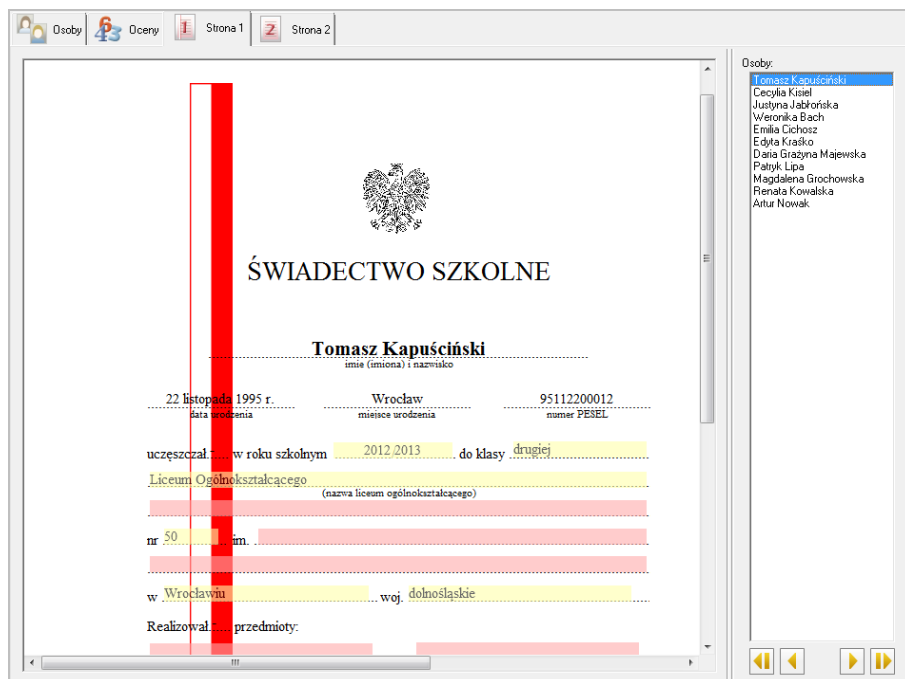 Osoby Oceny 1 Strona 1 2 Strona 2
Osoby:
Tomasz Kapuściński
Cecylia Kisiel
Justyna Jabłońska
Weronika Bach
Emilia Cichosz
Edyta Kraśko
Daria Grażyna Majewska
Patryk Lipa
Magdalena Grochowska
Renata Kowalska
Artur Nowak
ŚWIADECTWO SZKOLNE
Tomasz Kapuściński
imie (imiona) i nazwisko
22 listopada 1995 r. Wrocław 95112200012
data urodzenia miejsce urodzenia numer PESEL
uczęszczał..... w roku szkolnym 2012/2013 do klasy drugiej
Liceum Ogólnokształcącego
(nazwa liceum ogólnokształcącego)
nr 50 im.
w Wrocławiu woj. dolnośląskie
Realizował..... przedmioty: